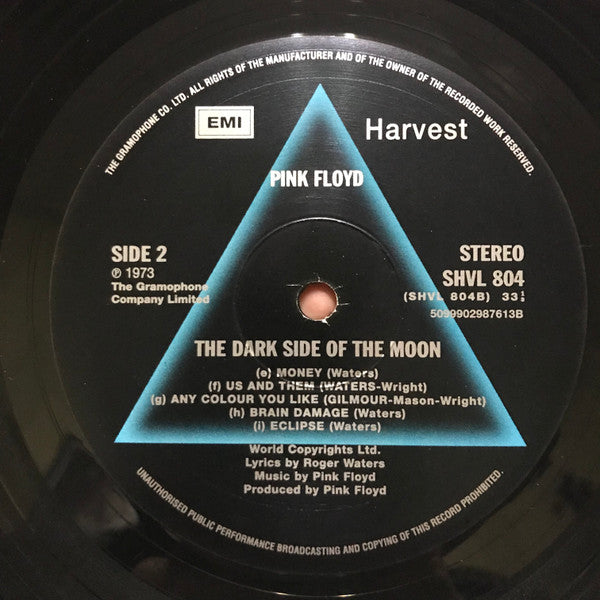 THE GRAMOPHONE CO. LTD. ALL RIGHTS OF THE MANUFACTURER AND OF THE OWNER OF THE RECORDED WORK RESERVED.
EMI
Harvest
PINK FLOYD
SIDE 2
℗ 1973
The Gramophone
Company Limited
STEREO
SHVL 804
(SHVL 804B) 33⅓
5099902987613B
THE DARK SIDE OF THE MOON
(e) MONEY (Waters)
(f) US AND THEM (WATERS-Wright)
(g) ANY COLOUR YOU LIKE (GILMOUR-Mason-Wright)
(h) BRAIN DAMAGE (Waters)
(i) ECLIPSE (Waters)
World Copyrights Ltd.
Lyrics by Roger Waters
Music by Pink Floyd
Produced by Pink Floyd
UNAUTHORISED PUBLIC PERFORMANCE BROADCASTING AND COPYING OF THIS RECORD PROHIBITED.